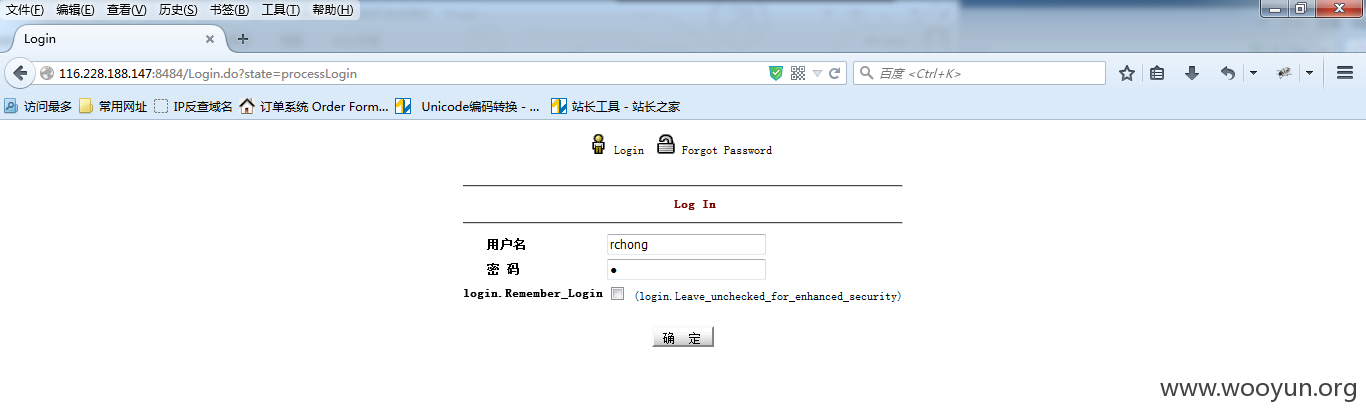 文件(F) 编辑(E) 查看(V) 历史(S) 书签(B) 工具(T) 帮助(H)
Login
116.228.188.147:8484/Login.do?state=processLogin
百度 <Ctrl+K>
访问最多 常用网址 IP反查域名 订单系统 Order Form... Unicode编码转换 - ... 站长工具 - 站长之家
Login Forgot Password
Log In
用户名 rchong
密 码
login.Remember_Login (login.Leave_unchecked_for_enhanced_security)
确 定
www.wooyun.org